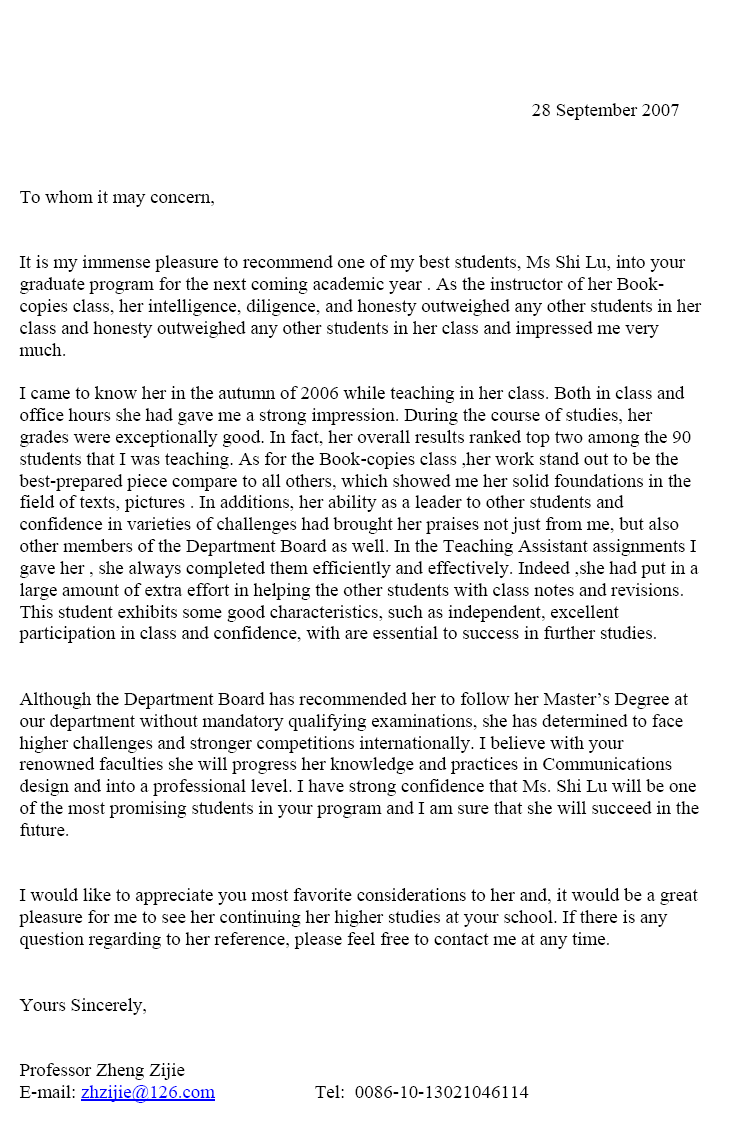 28 September 2007
To whom it may concern,
It is my immense pleasure to recommend one of my best students, Ms Shi Lu, into your
graduate program for the next coming academic year . As the instructor of her Book-
copies class, her intelligence, diligence, and honesty outweighed any other students in her
class and honesty outweighed any other students in her class and impressed me very
much.
I came to know her in the autumn of 2006 while teaching in her class. Both in class and
office hours she had gave me a strong impression. During the course of studies, her
grades were exceptionally good. In fact, her overall results ranked top two among the 90
students that I was teaching. As for the Book-copies class ,her work stand out to be the
best-prepared piece compare to all others, which showed me her solid foundations in the
field of texts, pictures . In additions, her ability as a leader to other students and
confidence in varieties of challenges had brought her praises not just from me, but also
other members of the Department Board as well. In the Teaching Assistant assignments I
gave her , she always completed them efficiently and effectively. Indeed ,she had put in a
large amount of extra effort in helping the other students with class notes and revisions.
This student exhibits some good characteristics, such as independent, excellent
participation in class and confidence, with are essential to success in further studies.
Although the Department Board has recommended her to follow her Master’s Degree at
our department without mandatory qualifying examinations, she has determined to face
higher challenges and stronger competitions internationally. I believe with your
renowned faculties she will progress her knowledge and practices in Communications
design and into a professional level. I have strong confidence that Ms. Shi Lu will be one
of the most promising students in your program and I am sure that she will succeed in the
future.
I would like to appreciate you most favorite considerations to her and, it would be a great
pleasure for me to see her continuing her higher studies at your school. If there is any
question regarding to her reference, please feel free to contact me at any time.
Yours Sincerely,
Professor Zheng Zijie
E-mail: zhzijie@126.com Tel: 0086-10-13021046114